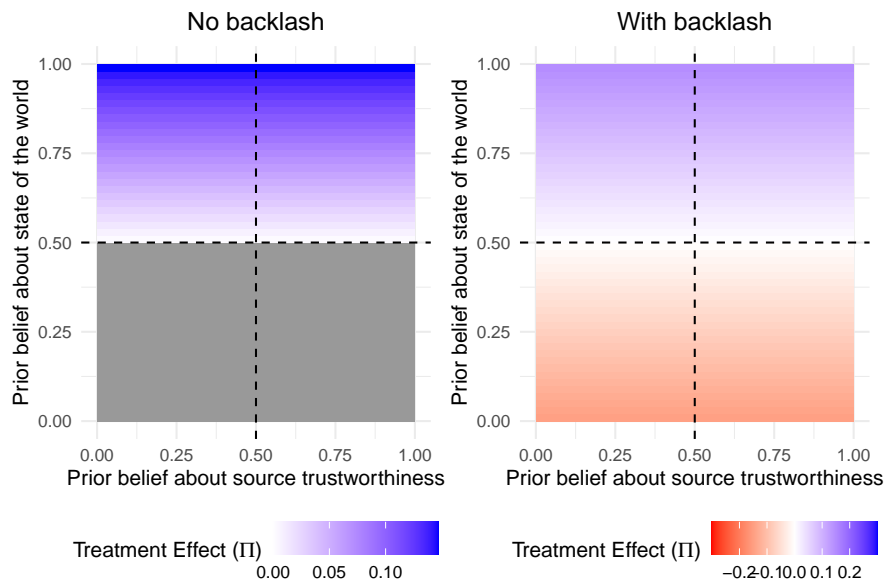 No backlash
With backlash
Prior belief about state of the world
1.00
0.75
0.50
0.25
0.00
0.00 0.25 0.50 0.75 1.00
Prior belief about source trustworthiness
Prior belief about state of the world
1.00
0.75
0.50
0.25
0.00
0.00 0.25 0.50 0.75 1.00
Prior belief about source trustworthiness
Treatment Effect (Π)
0.00 0.05 0.10
Treatment Effect (Π)
−0.2 −0.1 0.0 0.1 0.2